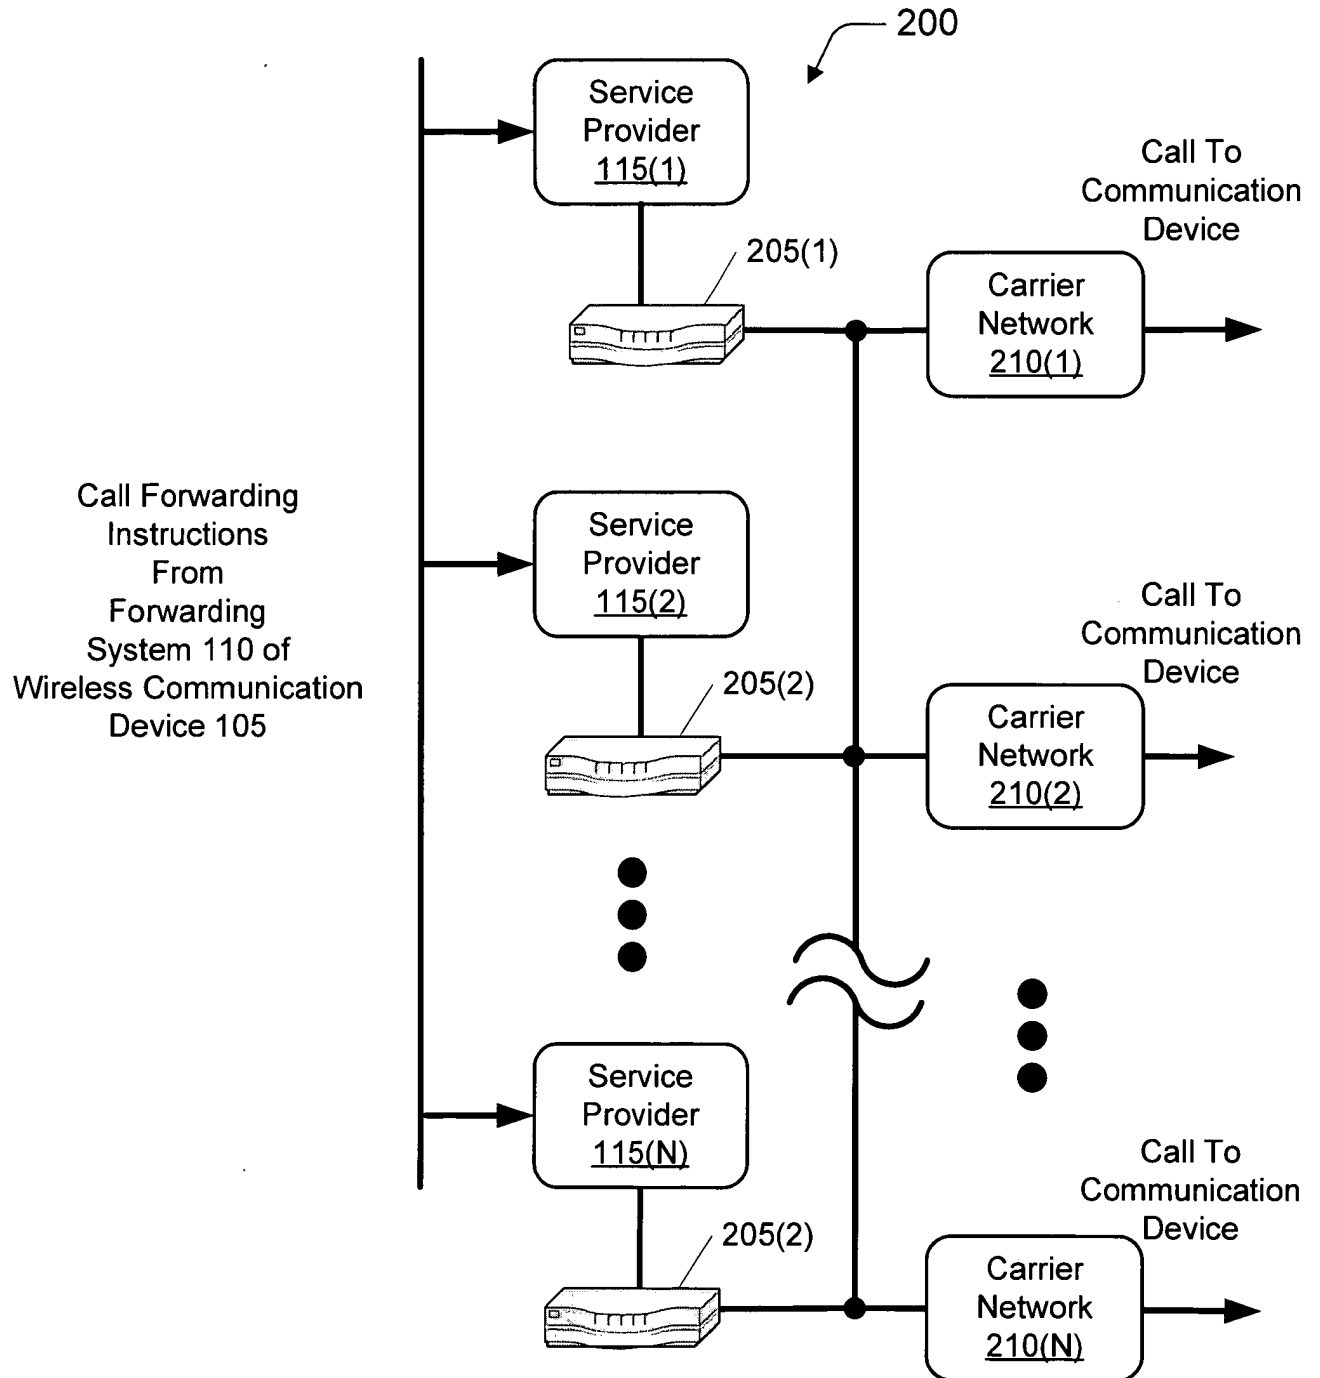 200
Service
Provider
115(1)
Call To
Communication
Device
205(1)
Carrier
Network
210(1)
Call Forwarding
Instructions
From
Forwarding
System 110 of
Wireless Communication
Device 105
Service
Provider
115(2)
Call To
Communication
Device
205(2)
Carrier
Network
210(2)
Service
Provider
115(N)
Call To
Communication
Device
205(2)
Carrier
Network
210(N)